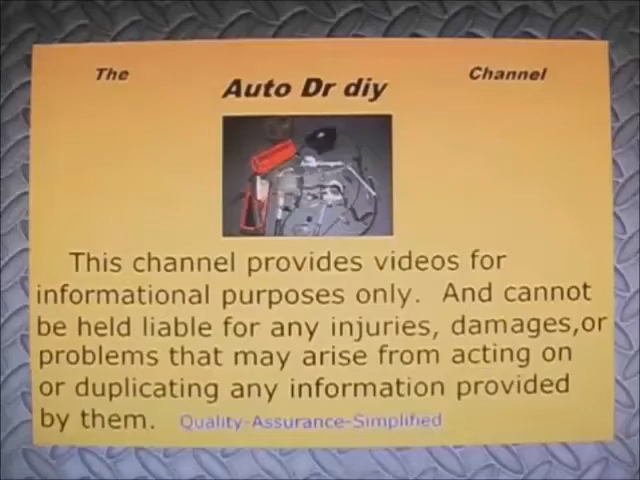 The Auto Dr diy Channel
This channel provides videos for
informational purposes only. And cannot
be held liable for any injuries, damages,or
problems that may arise from acting on
or duplicating any information provided
by them. Quality-Assurance-Simplified